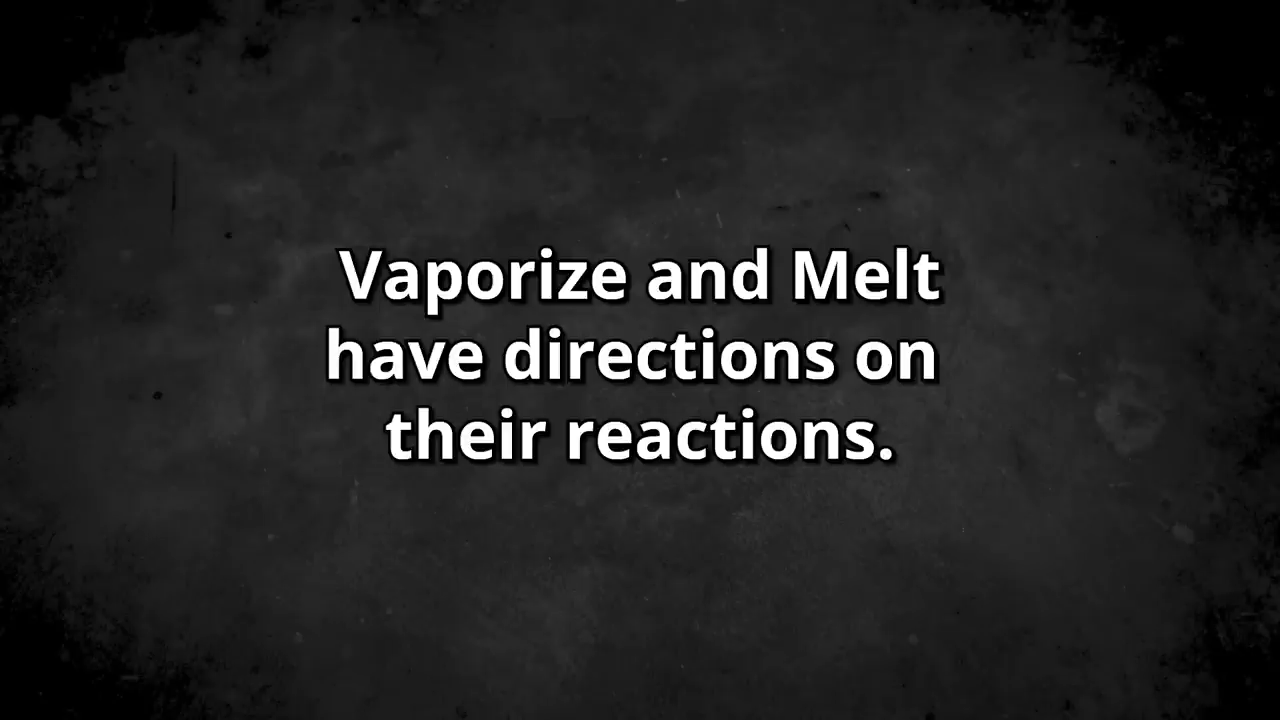 Vaporize and Melt
have directions on
their reactions.